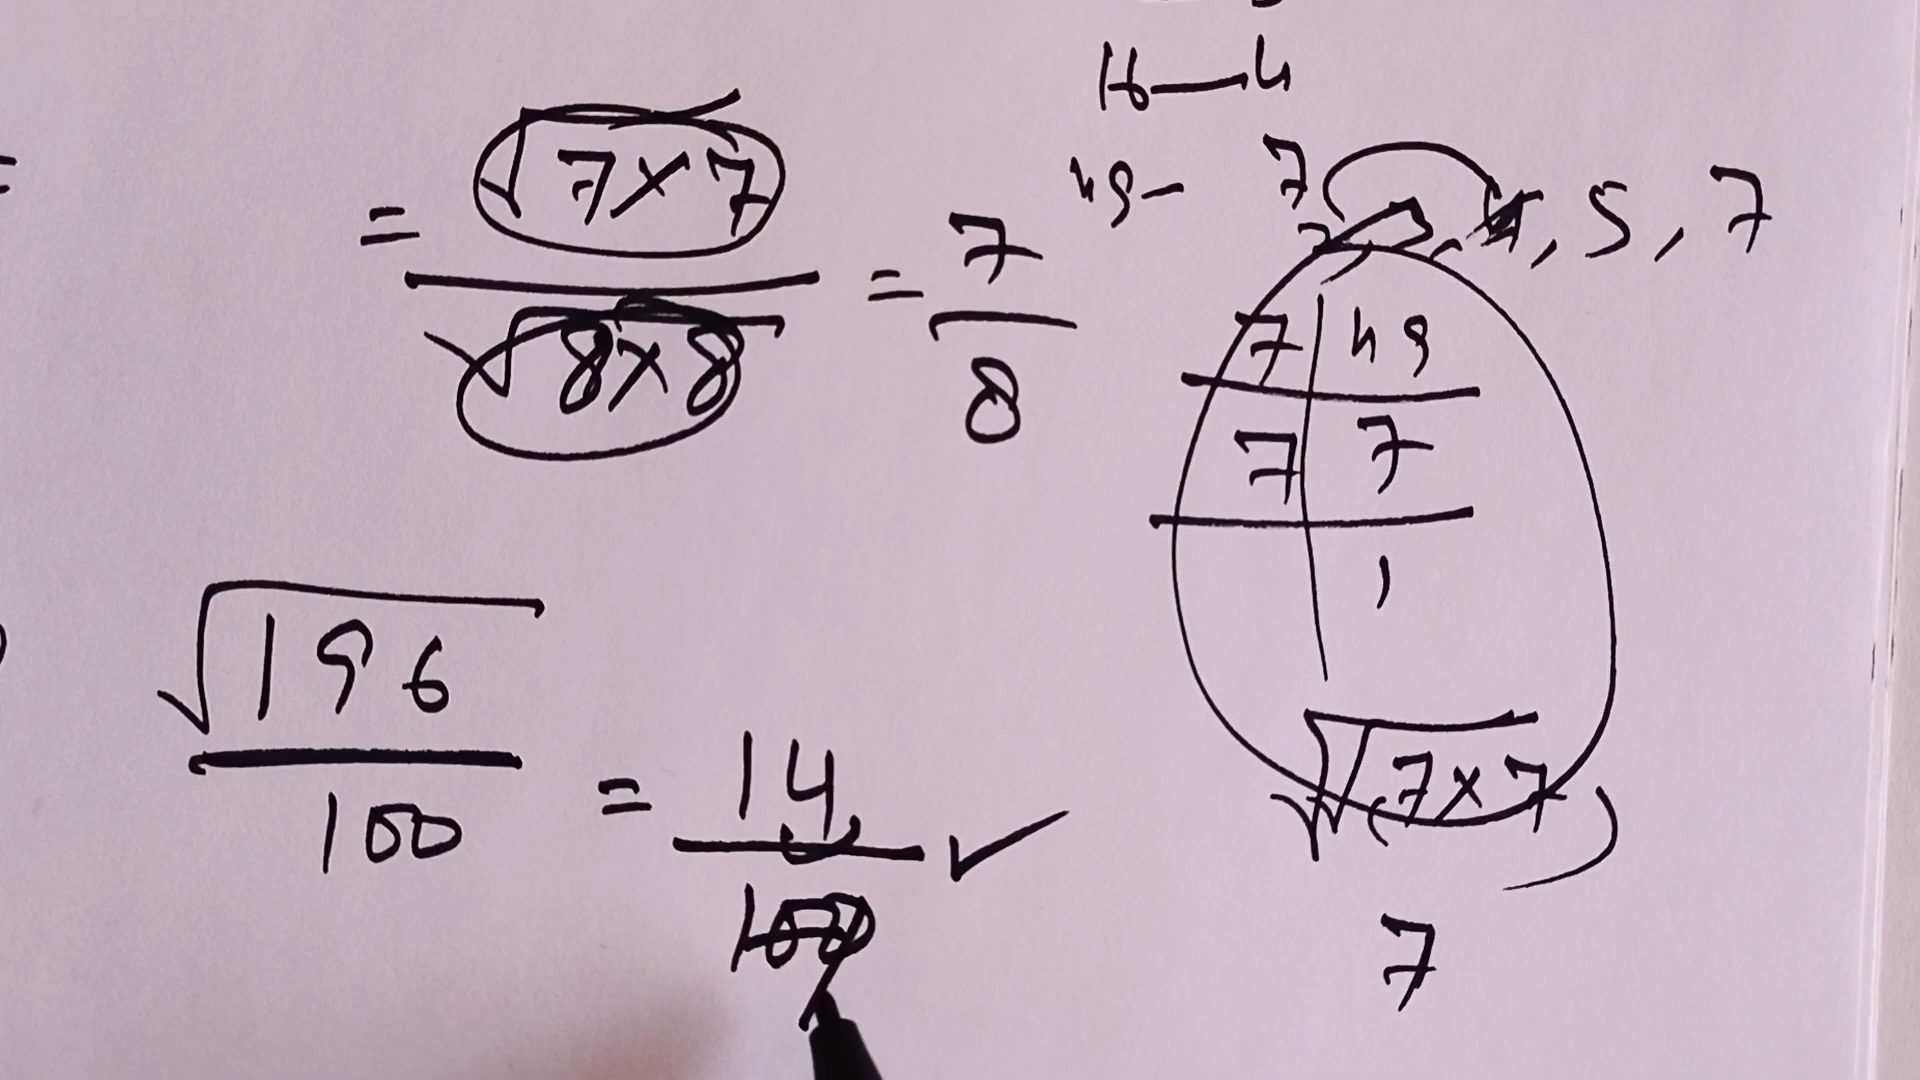 16 — 4
= √7×7 / √8×8 = 7/8
49 – 7
, 5, 7
7 | 49
7 | 7
1
√196 / 100 = 14 / 100 ✓
√(7×7)
7